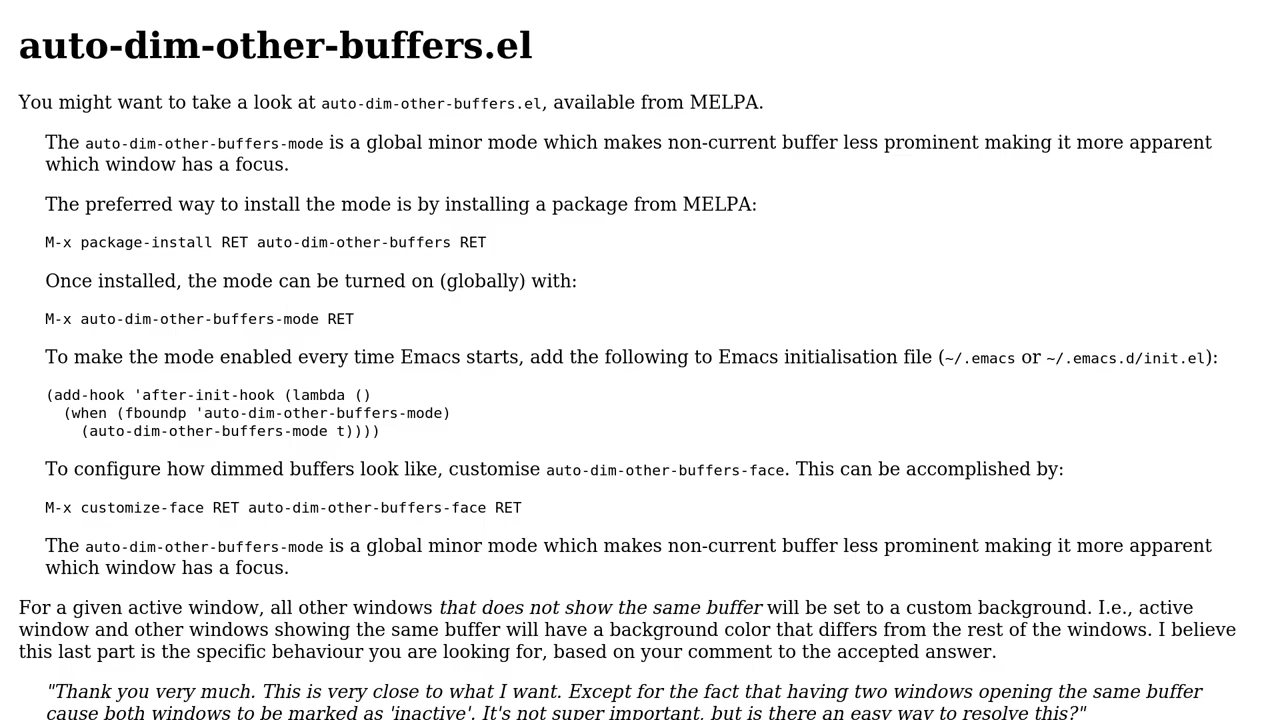 auto-dim-other-buffers.el
You might want to take a look at auto-dim-other-buffers.el, available from MELPA.
The auto-dim-other-buffers-mode is a global minor mode which makes non-current buffer less prominent making it more apparent
which window has a focus.
The preferred way to install the mode is by installing a package from MELPA:
M-x package-install RET auto-dim-other-buffers RET
Once installed, the mode can be turned on (globally) with:
M-x auto-dim-other-buffers-mode RET
To make the mode enabled every time Emacs starts, add the following to Emacs initialisation file (~/.emacs or ~/.emacs.d/init.el):
(add-hook 'after-init-hook (lambda ()
  (when (fboundp 'auto-dim-other-buffers-mode)
    (auto-dim-other-buffers-mode t))))
To configure how dimmed buffers look like, customise auto-dim-other-buffers-face. This can be accomplished by:
M-x customize-face RET auto-dim-other-buffers-face RET
The auto-dim-other-buffers-mode is a global minor mode which makes non-current buffer less prominent making it more apparent
which window has a focus.
For a given active window, all other windows that does not show the same buffer will be set to a custom background. I.e., active
window and other windows showing the same buffer will have a background color that differs from the rest of the windows. I believe
this last part is the specific behaviour you are looking for, based on your comment to the accepted answer.
"Thank you very much. This is very close to what I want. Except for the fact that having two windows opening the same buffer
cause both windows to be marked as 'inactive'. It's not super important, but is there an easy way to resolve this?"